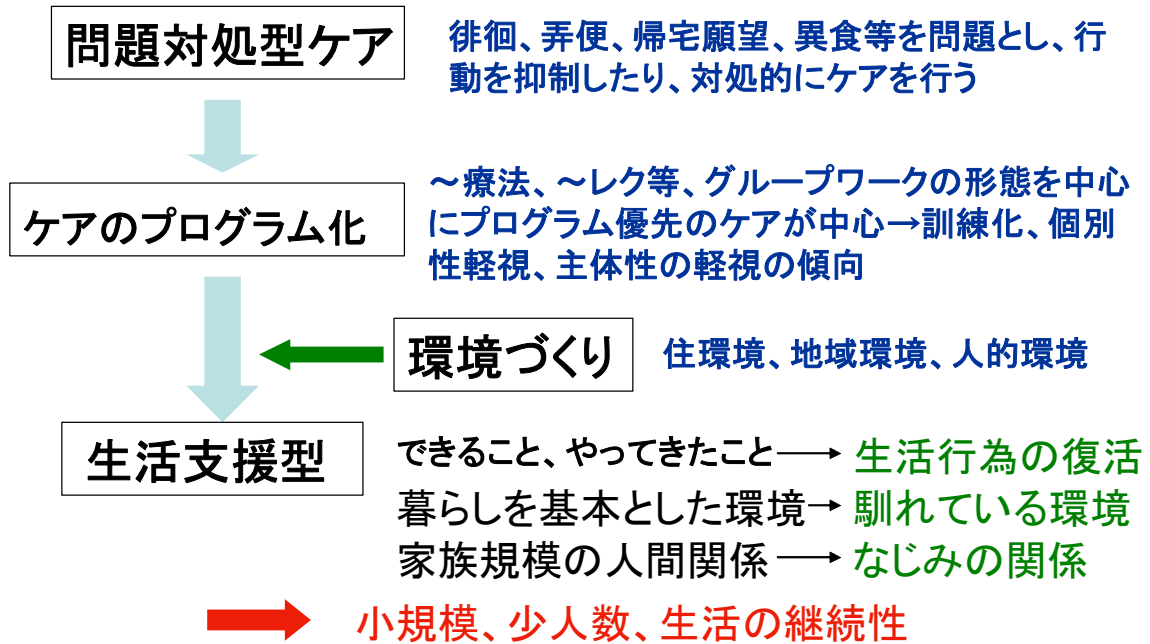 問題対処型ケア
徘徊、弄便、帰宅願望、異食等を問題とし、行
動を抑制したり、対処的にケアを行う
ケアのプログラム化
～療法、～レク等、グループワークの形態を中心
にプログラム優先のケアが中心→訓練化、個別
性軽視、主体性の軽視の傾向
環境づくり
住環境、地域環境、人的環境
生活支援型
できること、やってきたこと→生活行為の復活
暮らしを基本とした環境→馴れている環境
家族規模の人間関係→なじみの関係
小規模、少人数、生活の継続性